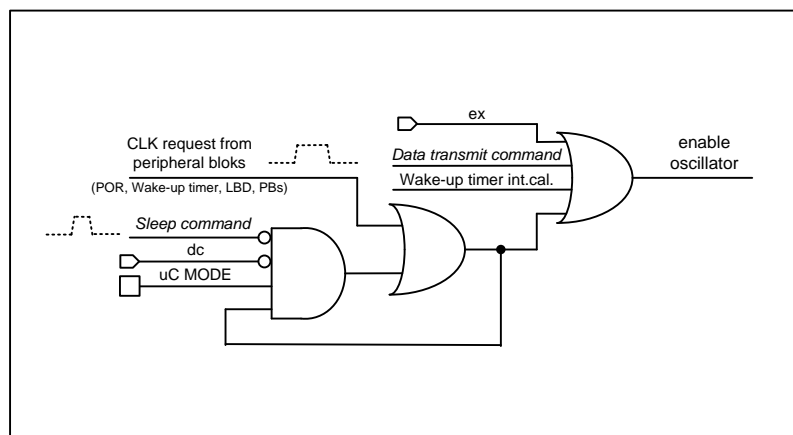 ex
CLK request from
peripheral bloks
(POR, Wake-up timer, LBD, PBs)
Data transmit command
Wake-up timer int.cal.
enable
oscillator
Sleep command
dc
uC MODE